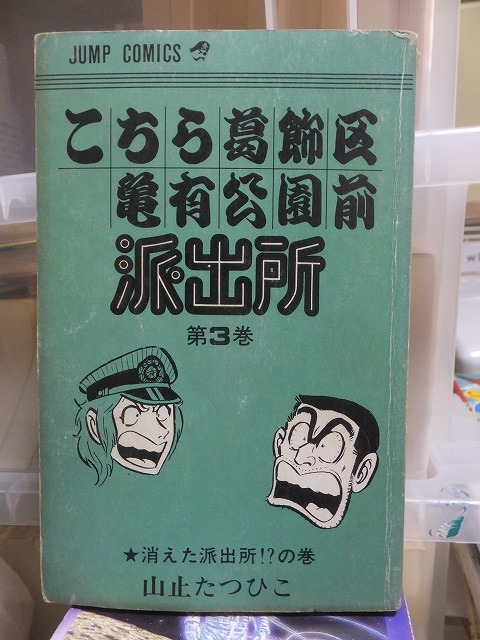 JUMP COMICS
こちら葛飾区
亀有公園前
派出所
第3巻
★消えた派出所!?の巻
山止たつひこ